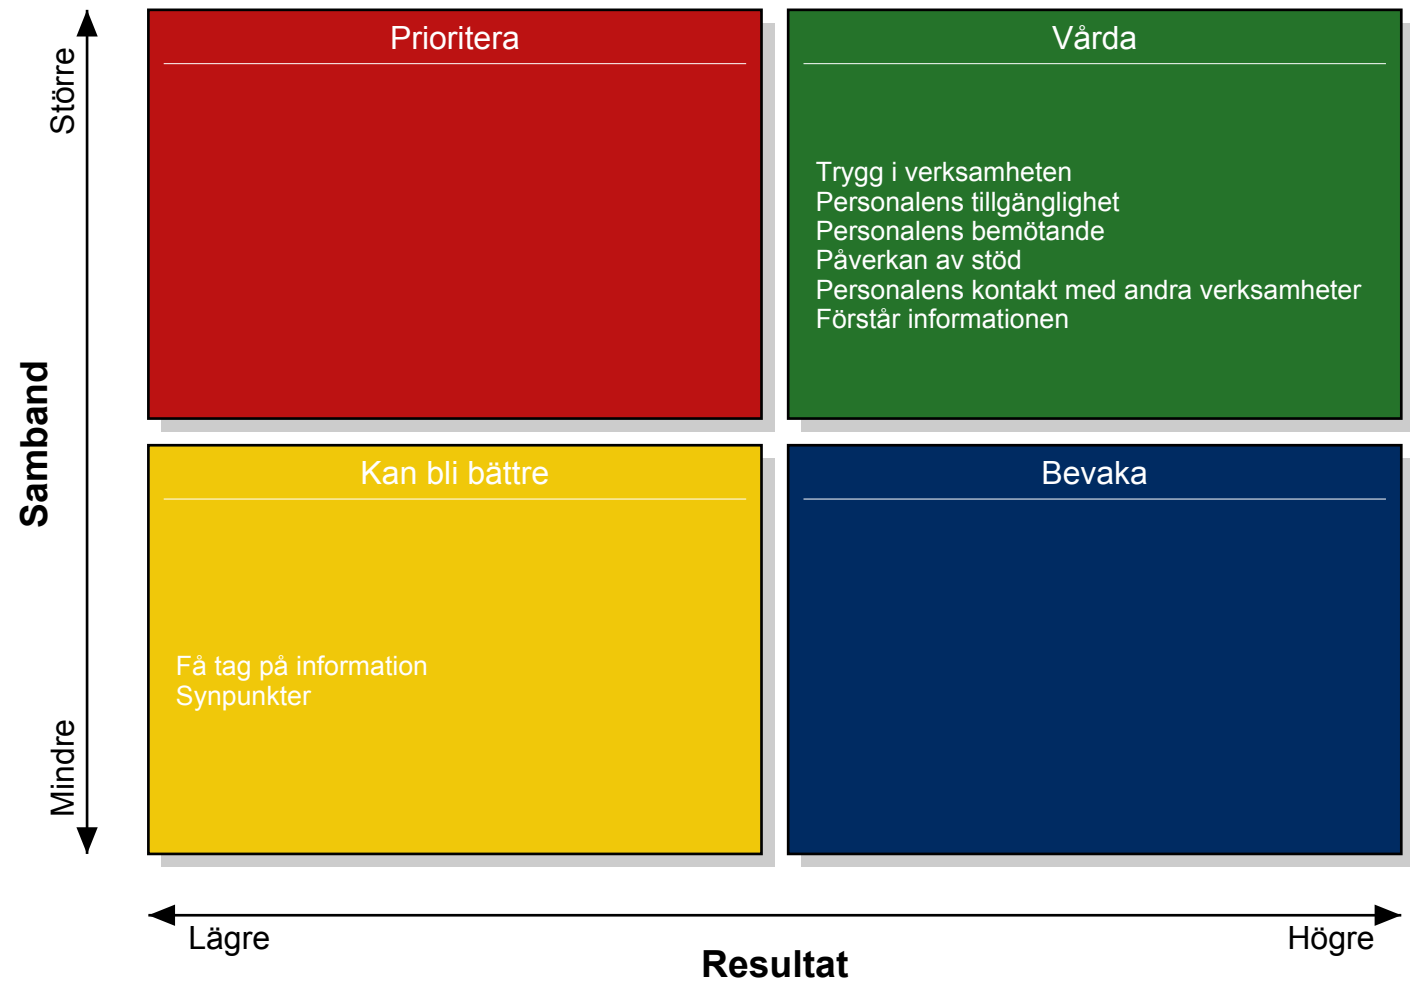 Större
Samband
Mindre
Prioritera
Vårda
Trygg i verksamheten
Personalens tillgänglighet
Personalens bemötande
Påverkan av stöd
Personalens kontakt med andra verksamheter
Förstår informationen
Kan bli bättre
Få tag på information
Synpunkter
Bevaka
Lägre
Högre
Resultat